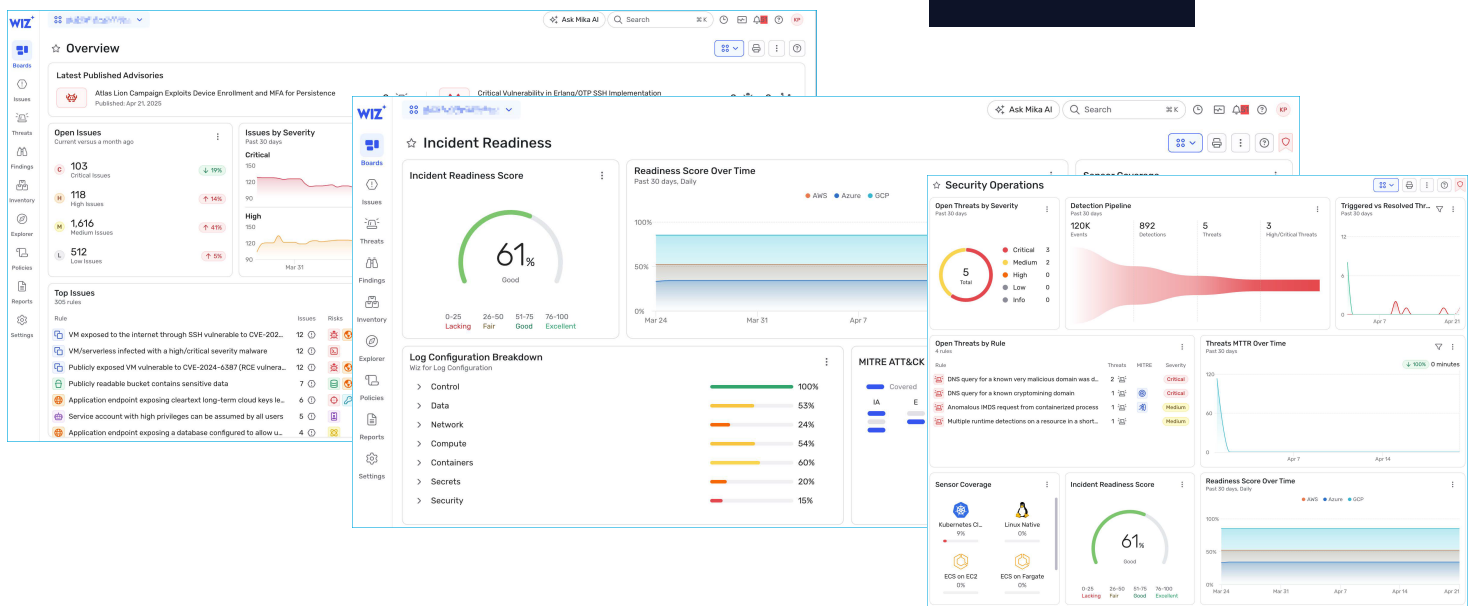 WIZ
Ask Mika AI
Search
⌘K
KP
Boards
Issues
Threats
Findings
Inventory
Explorer
Policies
Reports
Settings
Overview
Latest Published Advisories
Atlas Lion Campaign Exploits Device Enrollment and MFA for Persistence
Published: Apr 21, 2025
Critical Vulnerability in Erlang/OTP SSH Implementation
Open Issues
Current versus a month ago
C 103 ↓ 19%
Critical Issues
H 118 ↑ 14%
High Issues
M 1,616 ↑ 41%
Medium Issues
L 512 ↑ 5%
Low Issues
Issues by Severity
Past 30 days
Critical
150
120
90
High
150
120
90
Mar 31
Top Issues
305 rules
Rule Issues Risks
VM exposed to the internet through SSH vulnerable to CVE-202... 12
VM/serverless infected with a high/critical severity malware 12
Publicly exposed VM vulnerable to CVE-2024-6387 (RCE vulnera... 12
Publicly readable bucket contains sensitive data 7
Application endpoint exposing cleartext long-term cloud keys le... 6
Service account with high privileges can be assumed by all users 5
Application endpoint exposing a database configured to allow u... 4
WIZ
Ask Mika AI
Search
⌘K
KP
Boards
Issues
Threats
Findings
Inventory
Explorer
Policies
Reports
Settings
Incident Readiness
Incident Readiness Score
61%
Good
0-25 26-50 51-75 76-100
Lacking Fair Good Excellent
Readiness Score Over Time
Past 30 days, Daily
AWS Azure GCP
100%
50%
0%
Mar 24 Mar 31 Apr 7
Log Configuration Breakdown
Wiz for Log Configuration
Control 100%
Data 53%
Network 24%
Compute 54%
Containers 60%
Secrets 20%
Security 15%
MITRE ATT&CK
Covered
IA E
Security Operations
Open Threats by Severity
Past 30 days
5
Total
Critical 3
Medium 2
High 0
Low 0
Info 0
Detection Pipeline
Past 30 days
120K 892 5 3
Events Detections Threats High/Critical Threats
Triggered vs Resolved Thr...
Past 30 days
12
6
0
Apr 7 Apr 21
Open Threats by Rule
4 rules
Rule Threats MITRE Severity
DNS query for a known very malicious domain was d... 2 Critical
DNS query for a known cryptomining domain 1 Critical
Anomalous IMDS request from containerized process 1 Medium
Multiple runtime detections on a resource in a short... 1 Medium
Threats MTTR Over Time
Past 30 days
↓ 100% 0 minutes
120
60
0
Apr 7 Apr 14
Sensor Coverage
Kubernetes Cl... Linux Native
9% 0%
ECS on EC2 ECS on Fargate
0% 0%
Incident Readiness Score
61%
Good
0-25 26-50 51-75 76-100
Lacking Fair Good Excellent
Readiness Score Over Time
Past 30 days, Daily
AWS Azure GCP
100%
50%
0%
Mar 24 Mar 31 Apr 7 Apr 14 Apr 21